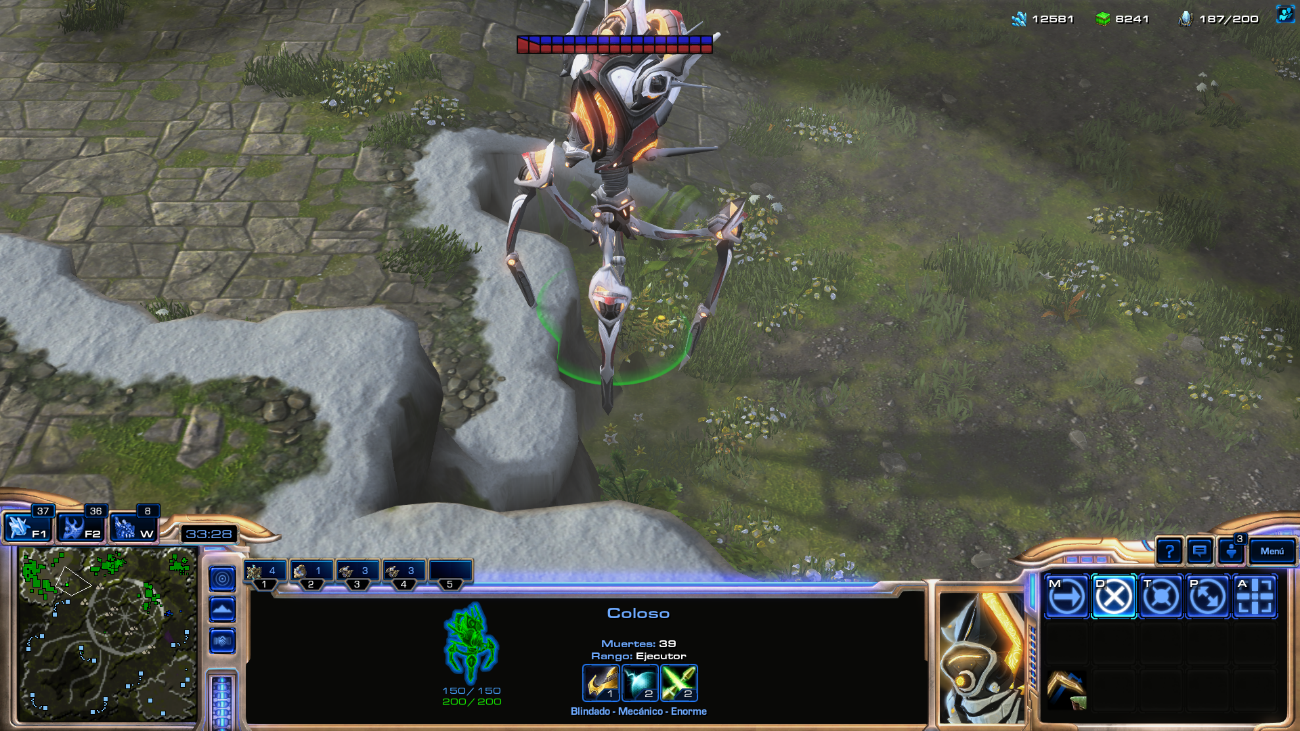 12581 8241 187/200
37 36 8
F1 F2 W
33:28
4 1 3 3
1 2 3 4 5
Coloso
Muertes: 39
Rango: Ejecutor
1 2 2
150/150
200/200
Blindado - Mecánico - Enorme
? 3 Menú
M D T P A